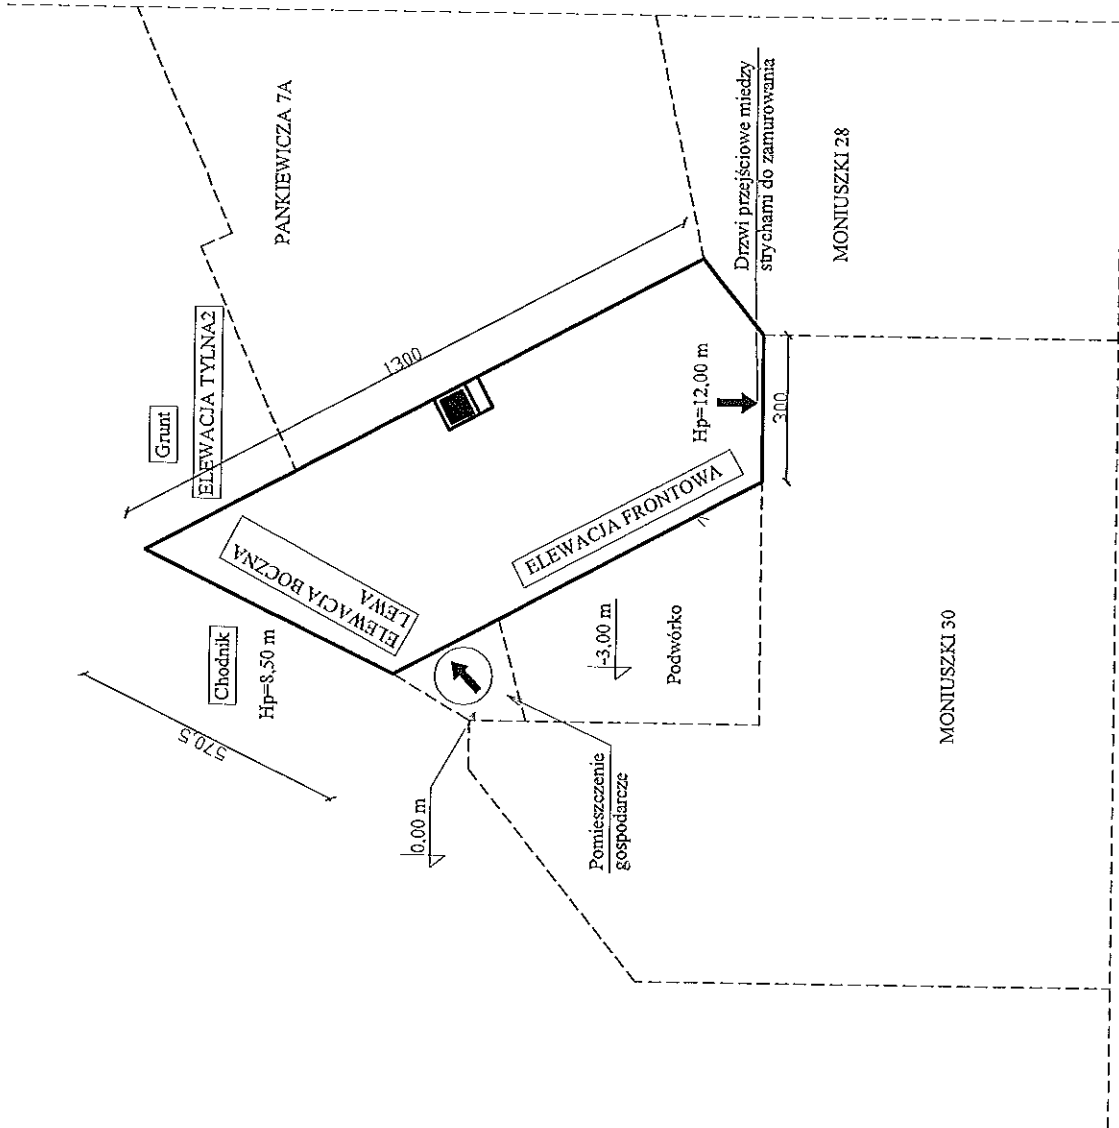 PANKIEWICZA 7A
Grunt
ELEWACJA TYLNA2
1300
Drzwi przejściowe miedzy
strychami do zamurowania
MONIUSZKI 28
Hp=12,00 m
300
ELEWACJA FRONTOWA
ELEWACJA BOCZNA
LEWA
Chodnik
Hp=8,50 m
570,5
0,00 m
-3,00 m
Podwórko
Pomieszczenie
gospodarcze
MONIUSZKI 30